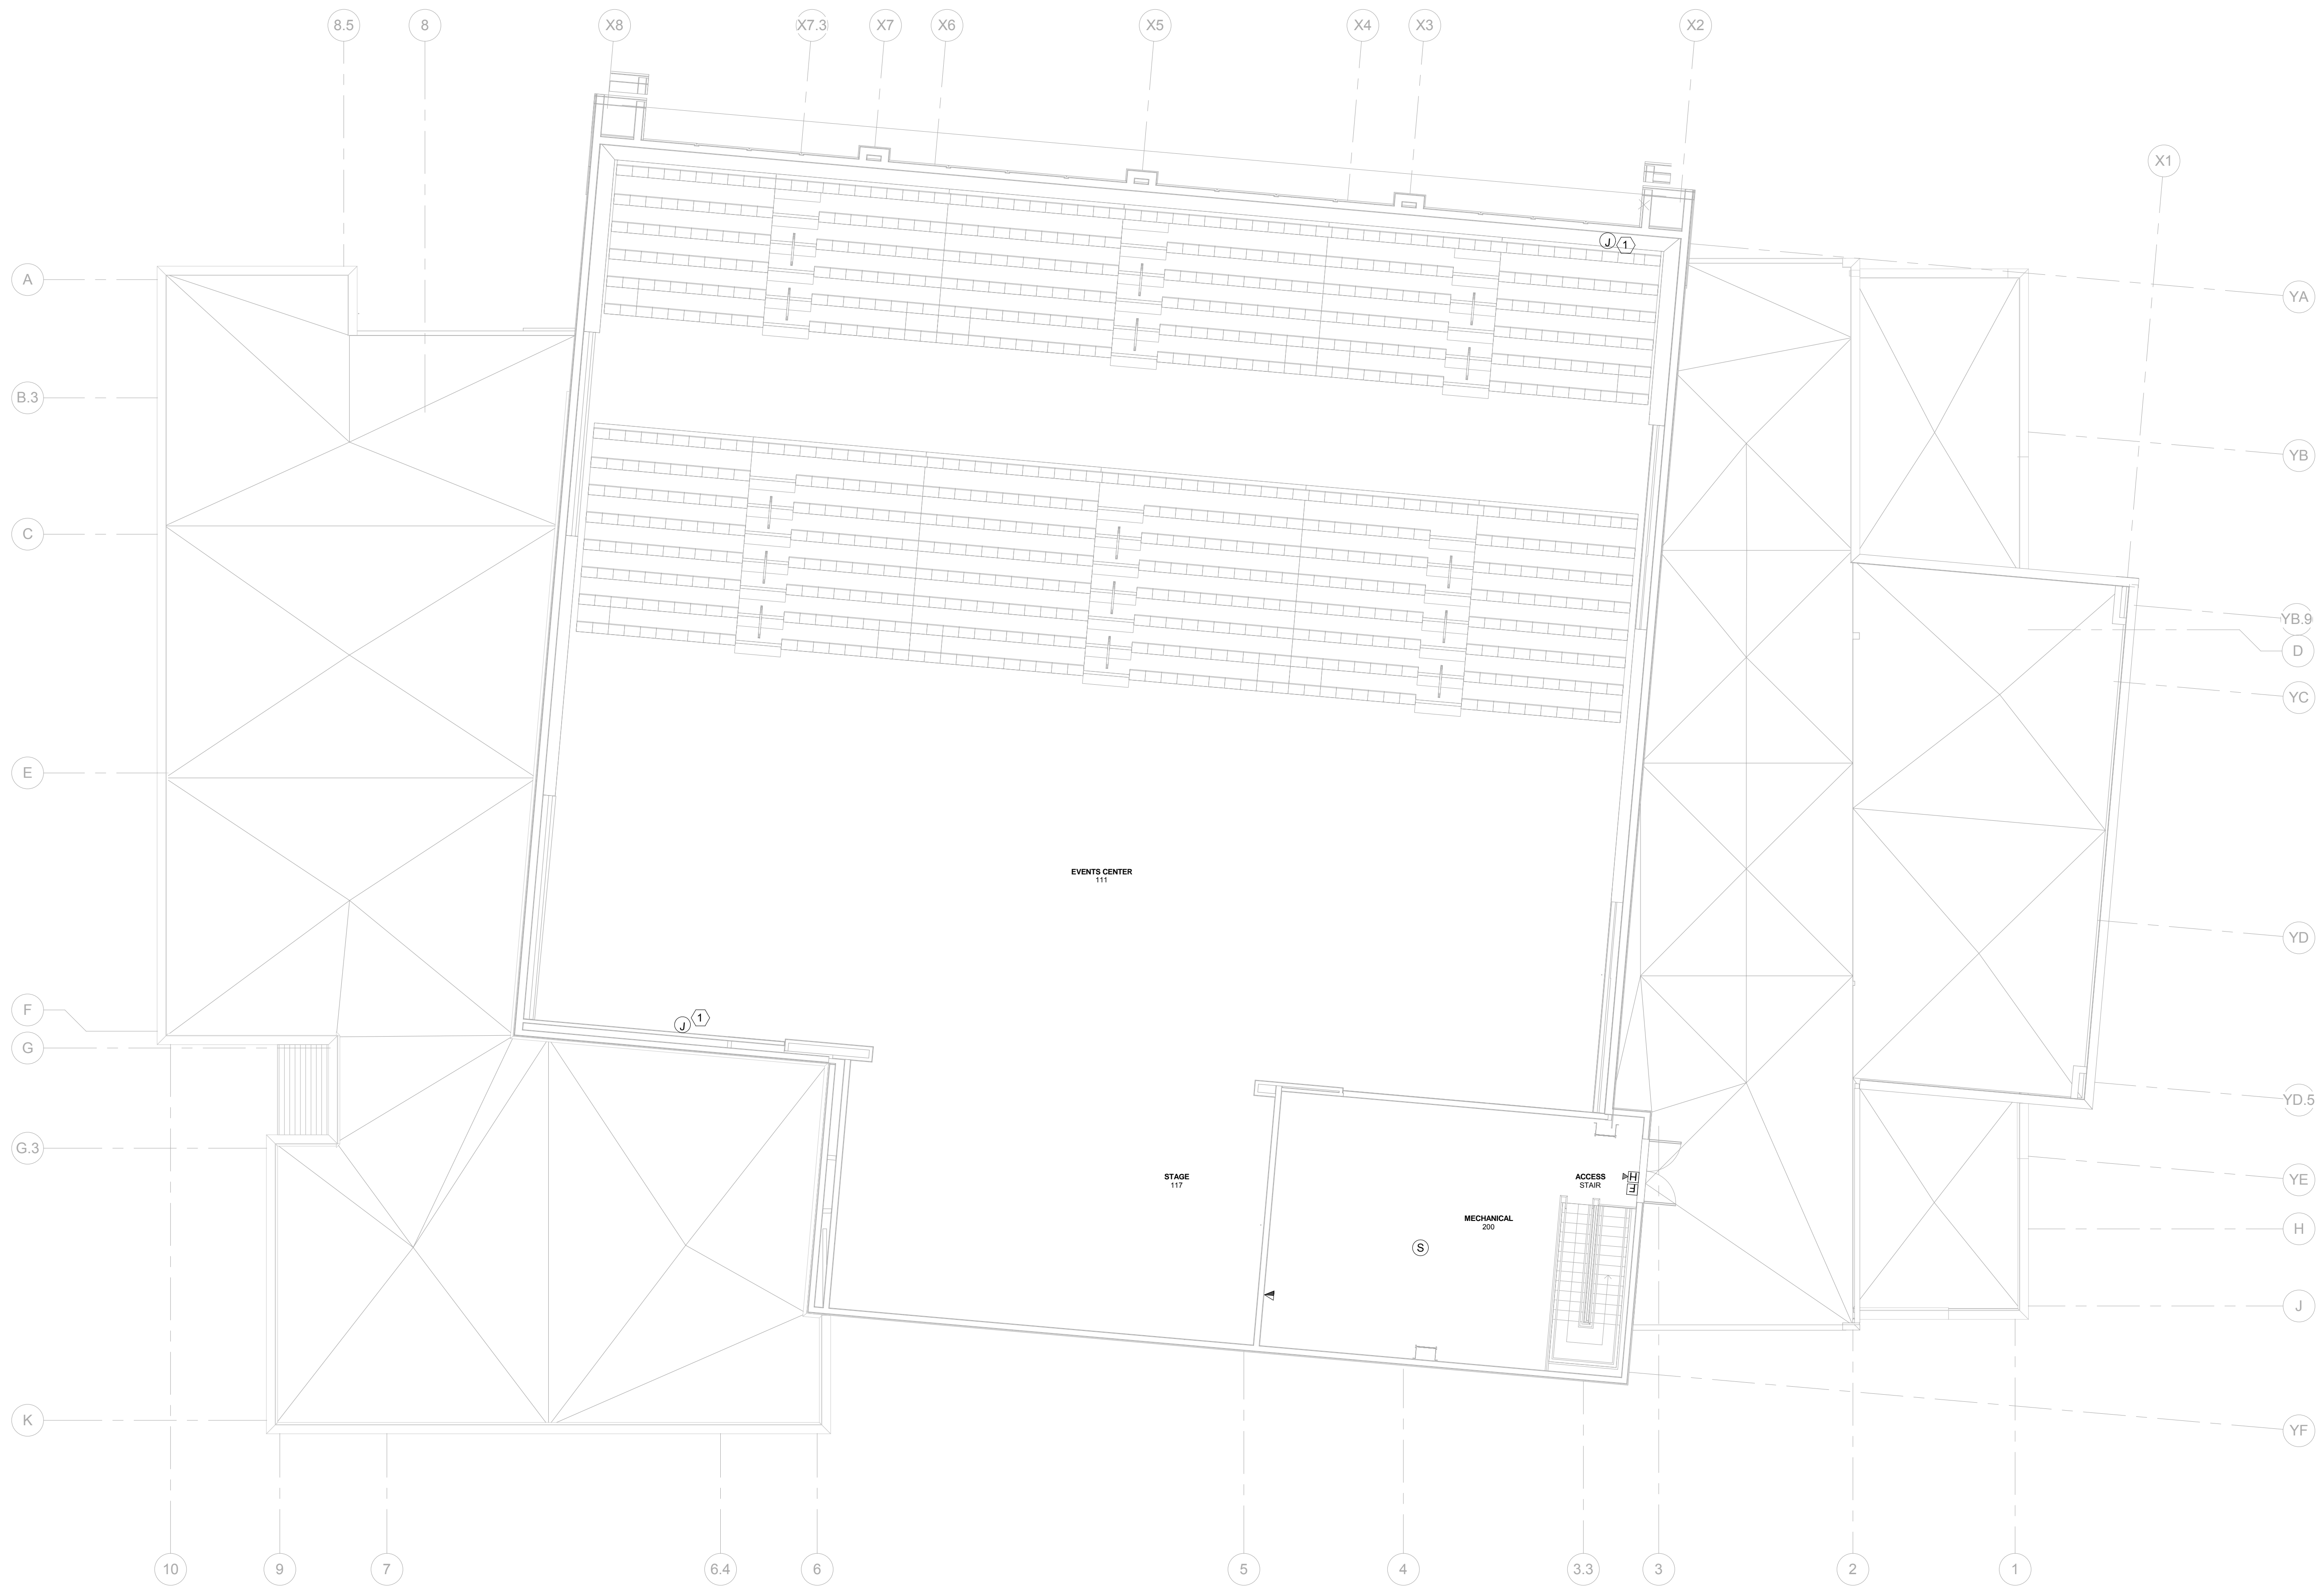 8.5
8
X8
X7.3
X7
X6
X5
X4
X3
X2
X1
A
YA
J
1
B.3
YB
C
YB.9
D
YC
E
EVENTS CENTER
111
YD
F
J
1
G
YD.5
G.3
STAGE
117
ACCESS
STAIR
H
F
YE
MECHANICAL
200
H
S
J
K
YF
10
9
7
6.4
6
5
4
3.3
3
2
1